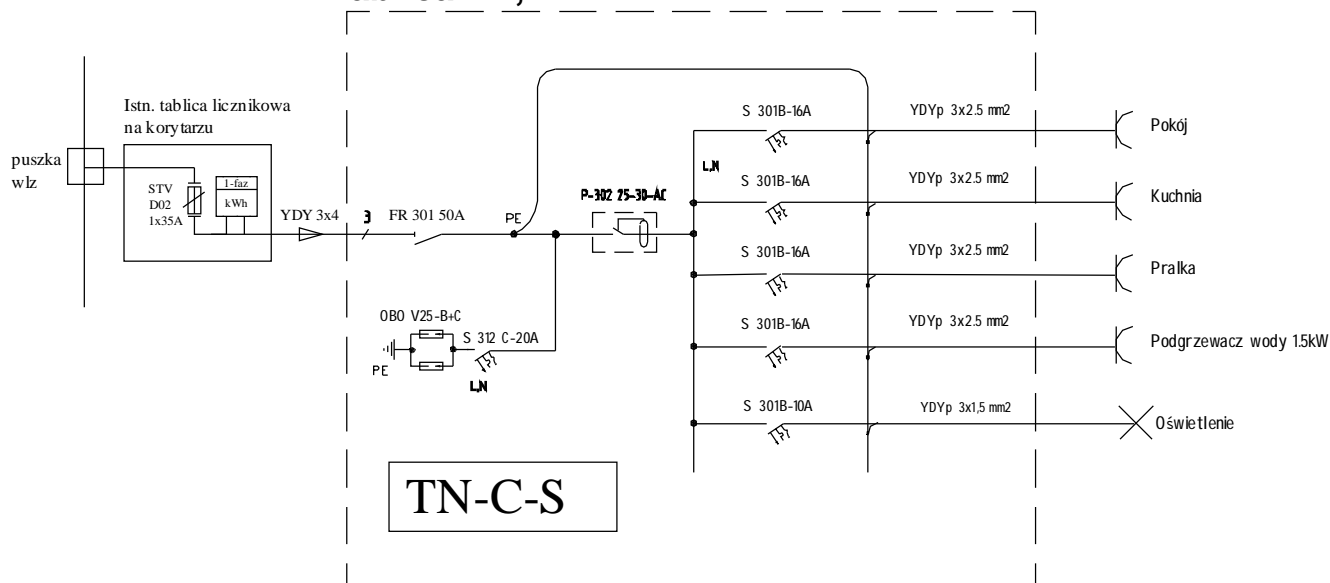 Istn. tablica licznikowa
na korytarzu
puszka
wlz
STV
D02
1x35A
1-faz
kWh
YDY 3x4
3
FR 301 50A
PE
P-302 25-30-AC
L,N
OBO V25-B+C
S 312 C-20A
PE
L,N
S 301B-16A
YDYp 3x2.5 mm2
Pokój
S 301B-16A
YDYp 3x2.5 mm2
Kuchnia
S 301B-16A
YDYp 3x2.5 mm2
Pralka
S 301B-16A
YDYp 3x2.5 mm2
Podgrzewacz wody 1.5kW
S 301B-10A
YDYp 3x1,5 mm2
Oświetlenie
TN-C-S